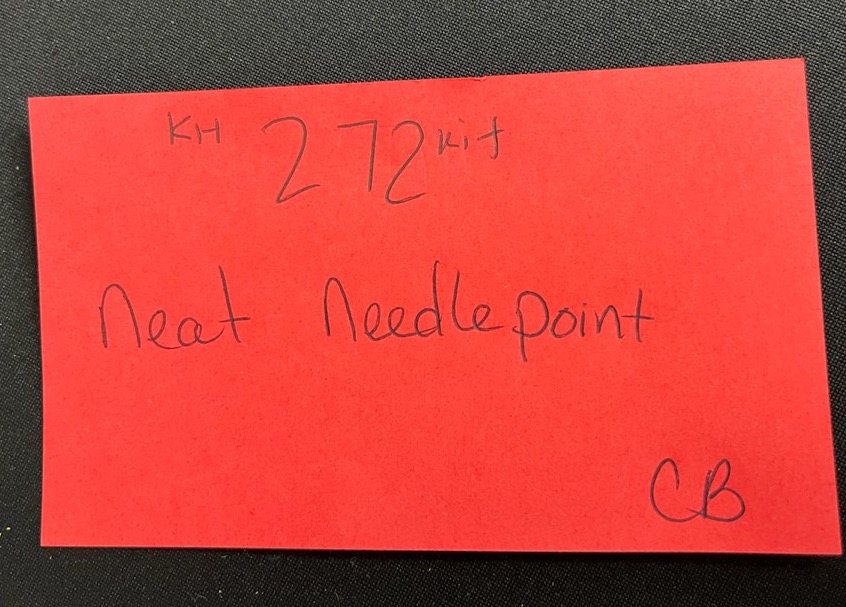 KH 272 Kit
Neat Needlepoint
CB